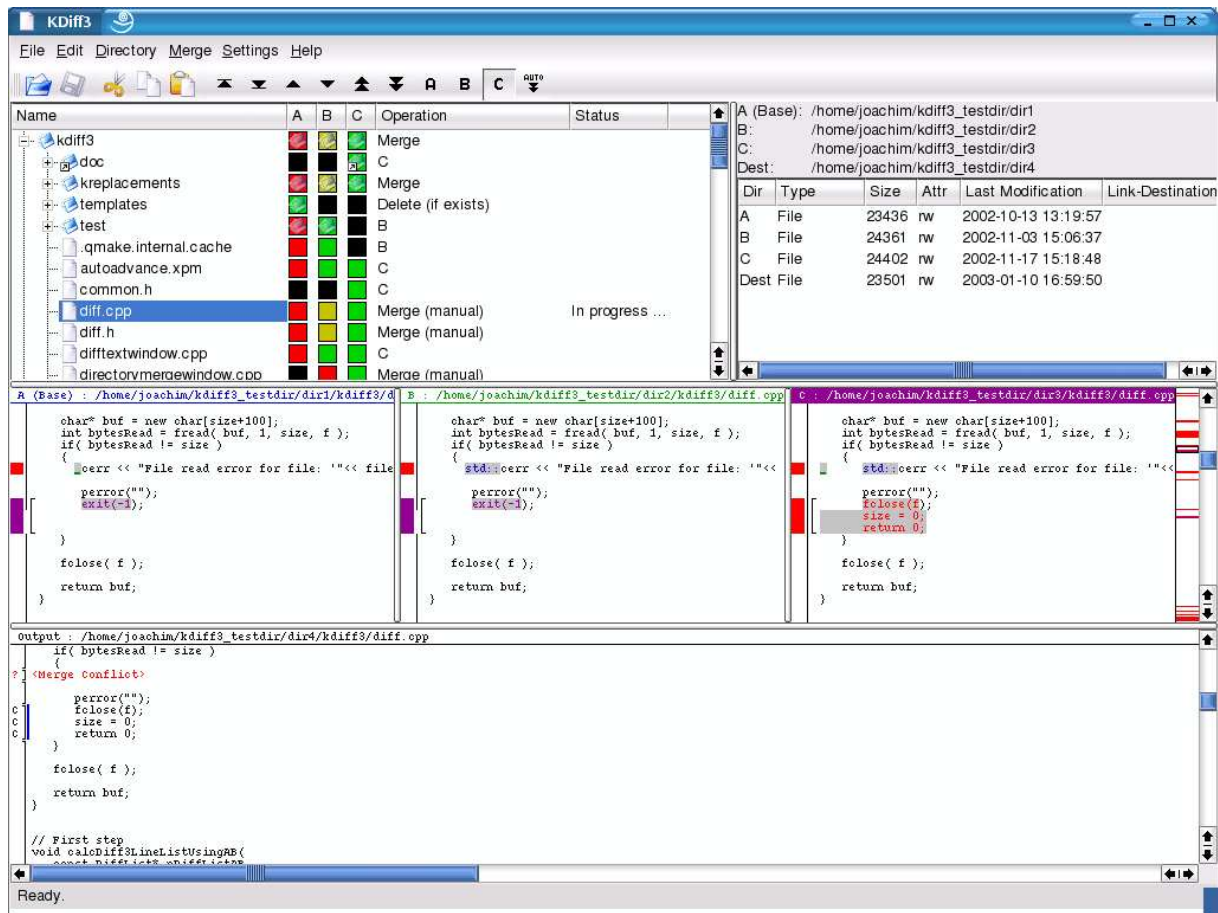 KDiff3
File Edit Directory Merge Settings Help
A B C AUTO
Name A B C Operation Status
kdiff3 Merge
doc C
kreplacements Merge
templates Delete (if exists)
test B
.qmake.internal.cache B
autoadvance.xpm C
common.h C
diff.cpp Merge (manual) In progress ...
diff.h Merge (manual)
difftextwindow.cpp C
directorymergewindow.cpp Merge (manual)
A (Base): /home/joachim/kdiff3_testdir/dir1
B: /home/joachim/kdiff3_testdir/dir2
C: /home/joachim/kdiff3_testdir/dir3
Dest: /home/joachim/kdiff3_testdir/dir4
Dir Type Size Attr Last Modification Link-Destination
A File 23436 rw 2002-10-13 13:19:57
B File 24361 rw 2002-11-03 15:06:37
C File 24402 rw 2002-11-17 15:18:48
Dest File 23501 rw 2003-01-10 16:59:50
A (Base) : /home/joachim/kdiff3_testdir/dir1/kdiff3/d
char* buf = new char[size+100];
int bytesRead = fread( buf, 1, size, f );
if( bytesRead != size )
{
cerr << "File read error for file: '"<< file
perror("");
exit(-1);
}
fclose( f );
return buf;
}
B : /home/joachim/kdiff3_testdir/dir2/kdiff3/diff.cpp
char* buf = new char[size+100];
int bytesRead = fread( buf, 1, size, f );
if( bytesRead != size )
{
std::cerr << "File read error for file: '"<<
perror("");
exit(-1);
}
fclose( f );
return buf;
}
C : /home/joachim/kdiff3_testdir/dir3/kdiff3/diff.cpp
char* buf = new char[size+100];
int bytesRead = fread( buf, 1, size, f );
if( bytesRead != size )
{
std::cerr << "File read error for file: '"<<
perror("");
fclose(f);
size = 0;
return 0;
}
fclose( f );
return buf;
}
Output : /home/joachim/kdiff3_testdir/dir4/kdiff3/diff.cpp
if( bytesRead != size )
{
? <Merge Conflict>
perror("");
C fclose(f);
C size = 0;
C return 0;
}
fclose( f );
return buf;
}
// First step
void calcDiff3LineListUsingAB(
const DiffList* pDiffListAB
Ready.